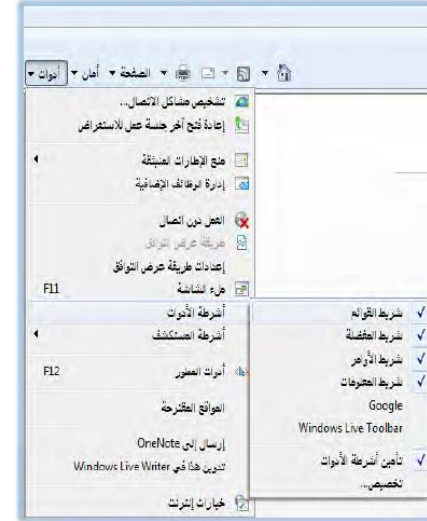 الصفحة أمان أدوات
تشخيص مشاكل الاتصال...
إعادة فتح آخر جلسة عمل للاستعراض
منع الإطارات المنبثقة
إدارة الوظائف الإضافية
العمل دون اتصال
طريقة عرض التوافق
إعدادات طريقة عرض التوافق
ملء الشاشة F11
أشرطة الأدوات
أشرطة المستكشف
أدوات المطور F12
المواقع المقترحة
إرسال إلى OneNote
تدوين هذا في Windows Live Writer
خيارات إنترنت
شريط القوائم
شريط المفضلة
شريط الأوامر
شريط المعلومات
Google
Windows Live Toolbar
تأمين أشرطة الأدوات
تخصيص...